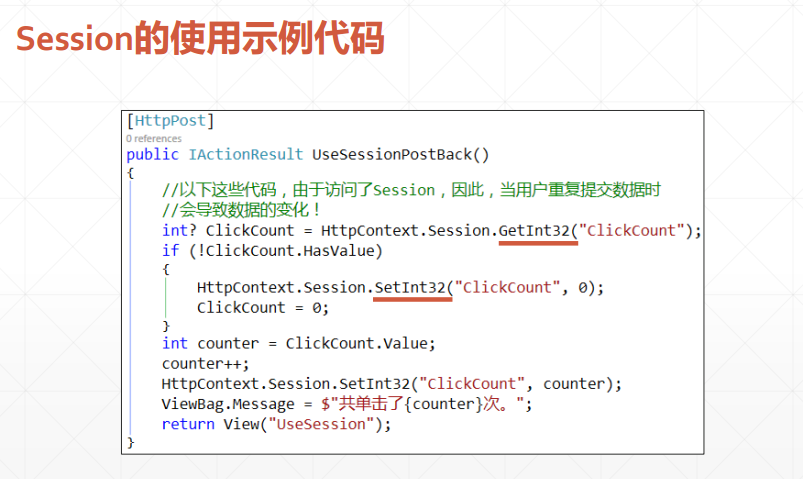 Session的使用示例代码
[HttpPost]
0 references
public IActionResult UseSessionPostBack()
{
//以下这些代码，由于访问了Session，因此，当用户重复提交数据时
//会导致数据的变化！
int? ClickCount = HttpContext.Session.GetInt32("ClickCount");
if (!ClickCount.HasValue)
{
HttpContext.Session.SetInt32("ClickCount", 0);
ClickCount = 0;
}
int counter = ClickCount.Value;
counter++;
HttpContext.Session.SetInt32("ClickCount", counter);
ViewBag.Message = $"共单击了{counter}次。";
return View("UseSession");
}